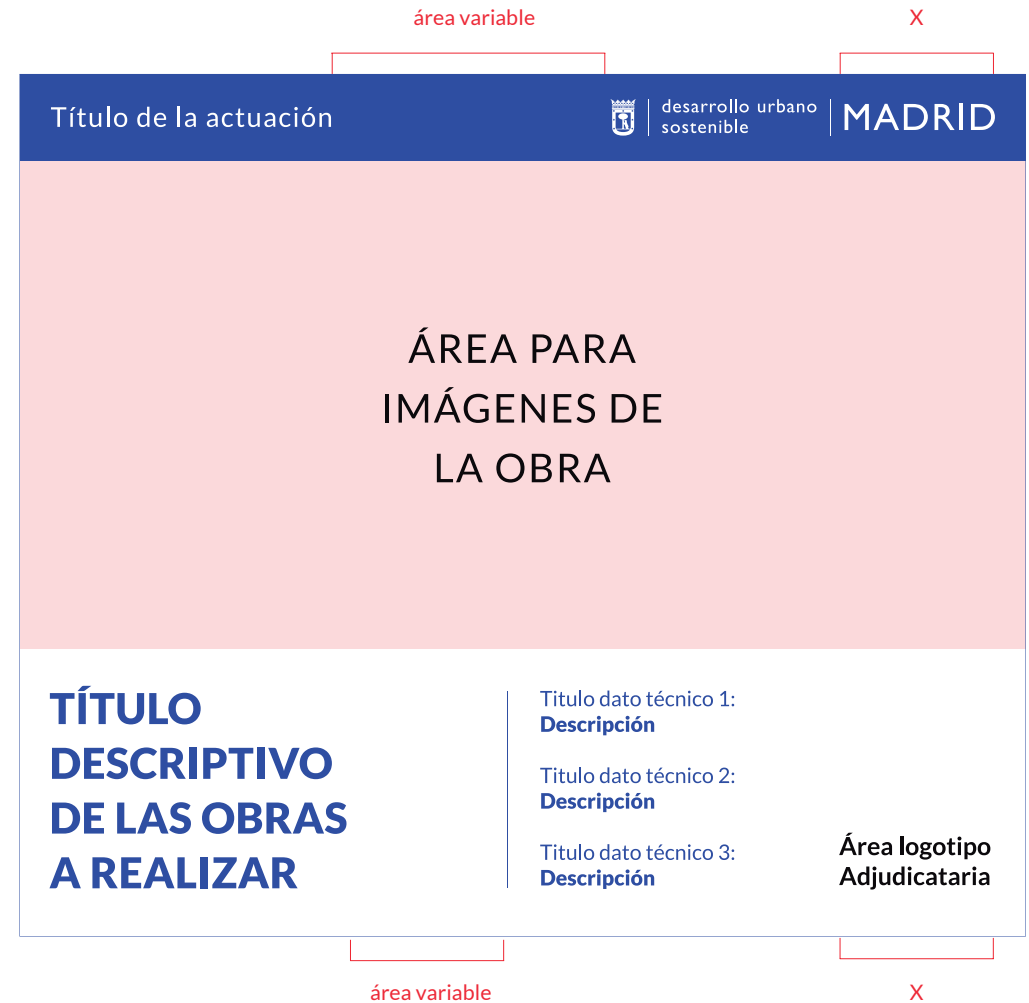 área variable
X
Título de la actuación
desarrollo urbano
sostenible
MADRID
ÁREA PARA
IMÁGENES DE
LA OBRA
TÍTULO
DESCRIPTIVO
DE LAS OBRAS
A REALIZAR
Titulo dato técnico 1:
Descripción
Titulo dato técnico 2:
Descripción
Titulo dato técnico 3:
Descripción
Área logotipo
Adjudicataria
área variable
X